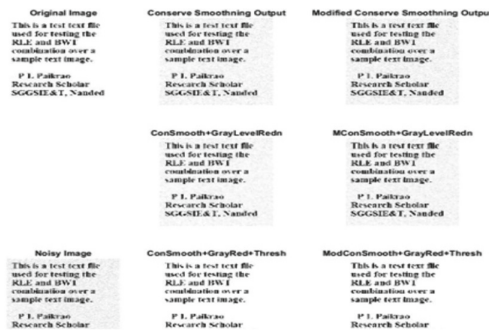 Original Image
This is a test text file
used for testing the
RLE and BWT
combination over a
sample text image.
P L. Paikrao
Research Scholar
SGGSIE&T, Nanded
Conserve Smoothning Output
This is a test text file
used for testing the
RLE and BWT
combination over a
sample text image.
P L. Paikrao
Research Scholar
SGGSIE&T, Nanded
Modified Conserve Smoothning Outpu
This is a test text file
used for testing the
RLE and BWT
combination over a
sample text image.
P L. Paikrao
Research Scholar
SGGSIE&T, Nanded
ConSmooth+GrayLevelRedn
This is a test text file
used for testing the
RLE and BWT
combination over a
sample text image.
P L. Paikrao
Research Scholar
SGGSIE&T, Nanded
MConSmooth+GrayLevelRedn
This is a test text file
used for testing the
RLE and BWT
combination over a
sample text image.
P L. Paikrao
Research Scholar
SGGSIE&T, Nanded
Noisy Image
This is a test text file
used for testing the
RLE and BWT
combination over a
sample text image.
P L. Paikrao
Research Scholar
ConSmooth+GrayRed+Thresh
This is a test text file
used for testing the
RLE and BWT
combination over a
sample text image.
P L. Paikrao
Research Scholar
ModConSmooth+GrayRed+Thresh
This is a test text file
used for testing the
RLE and BWT
combination over a
sample text image.
P L. Paikrao
Research Scholar